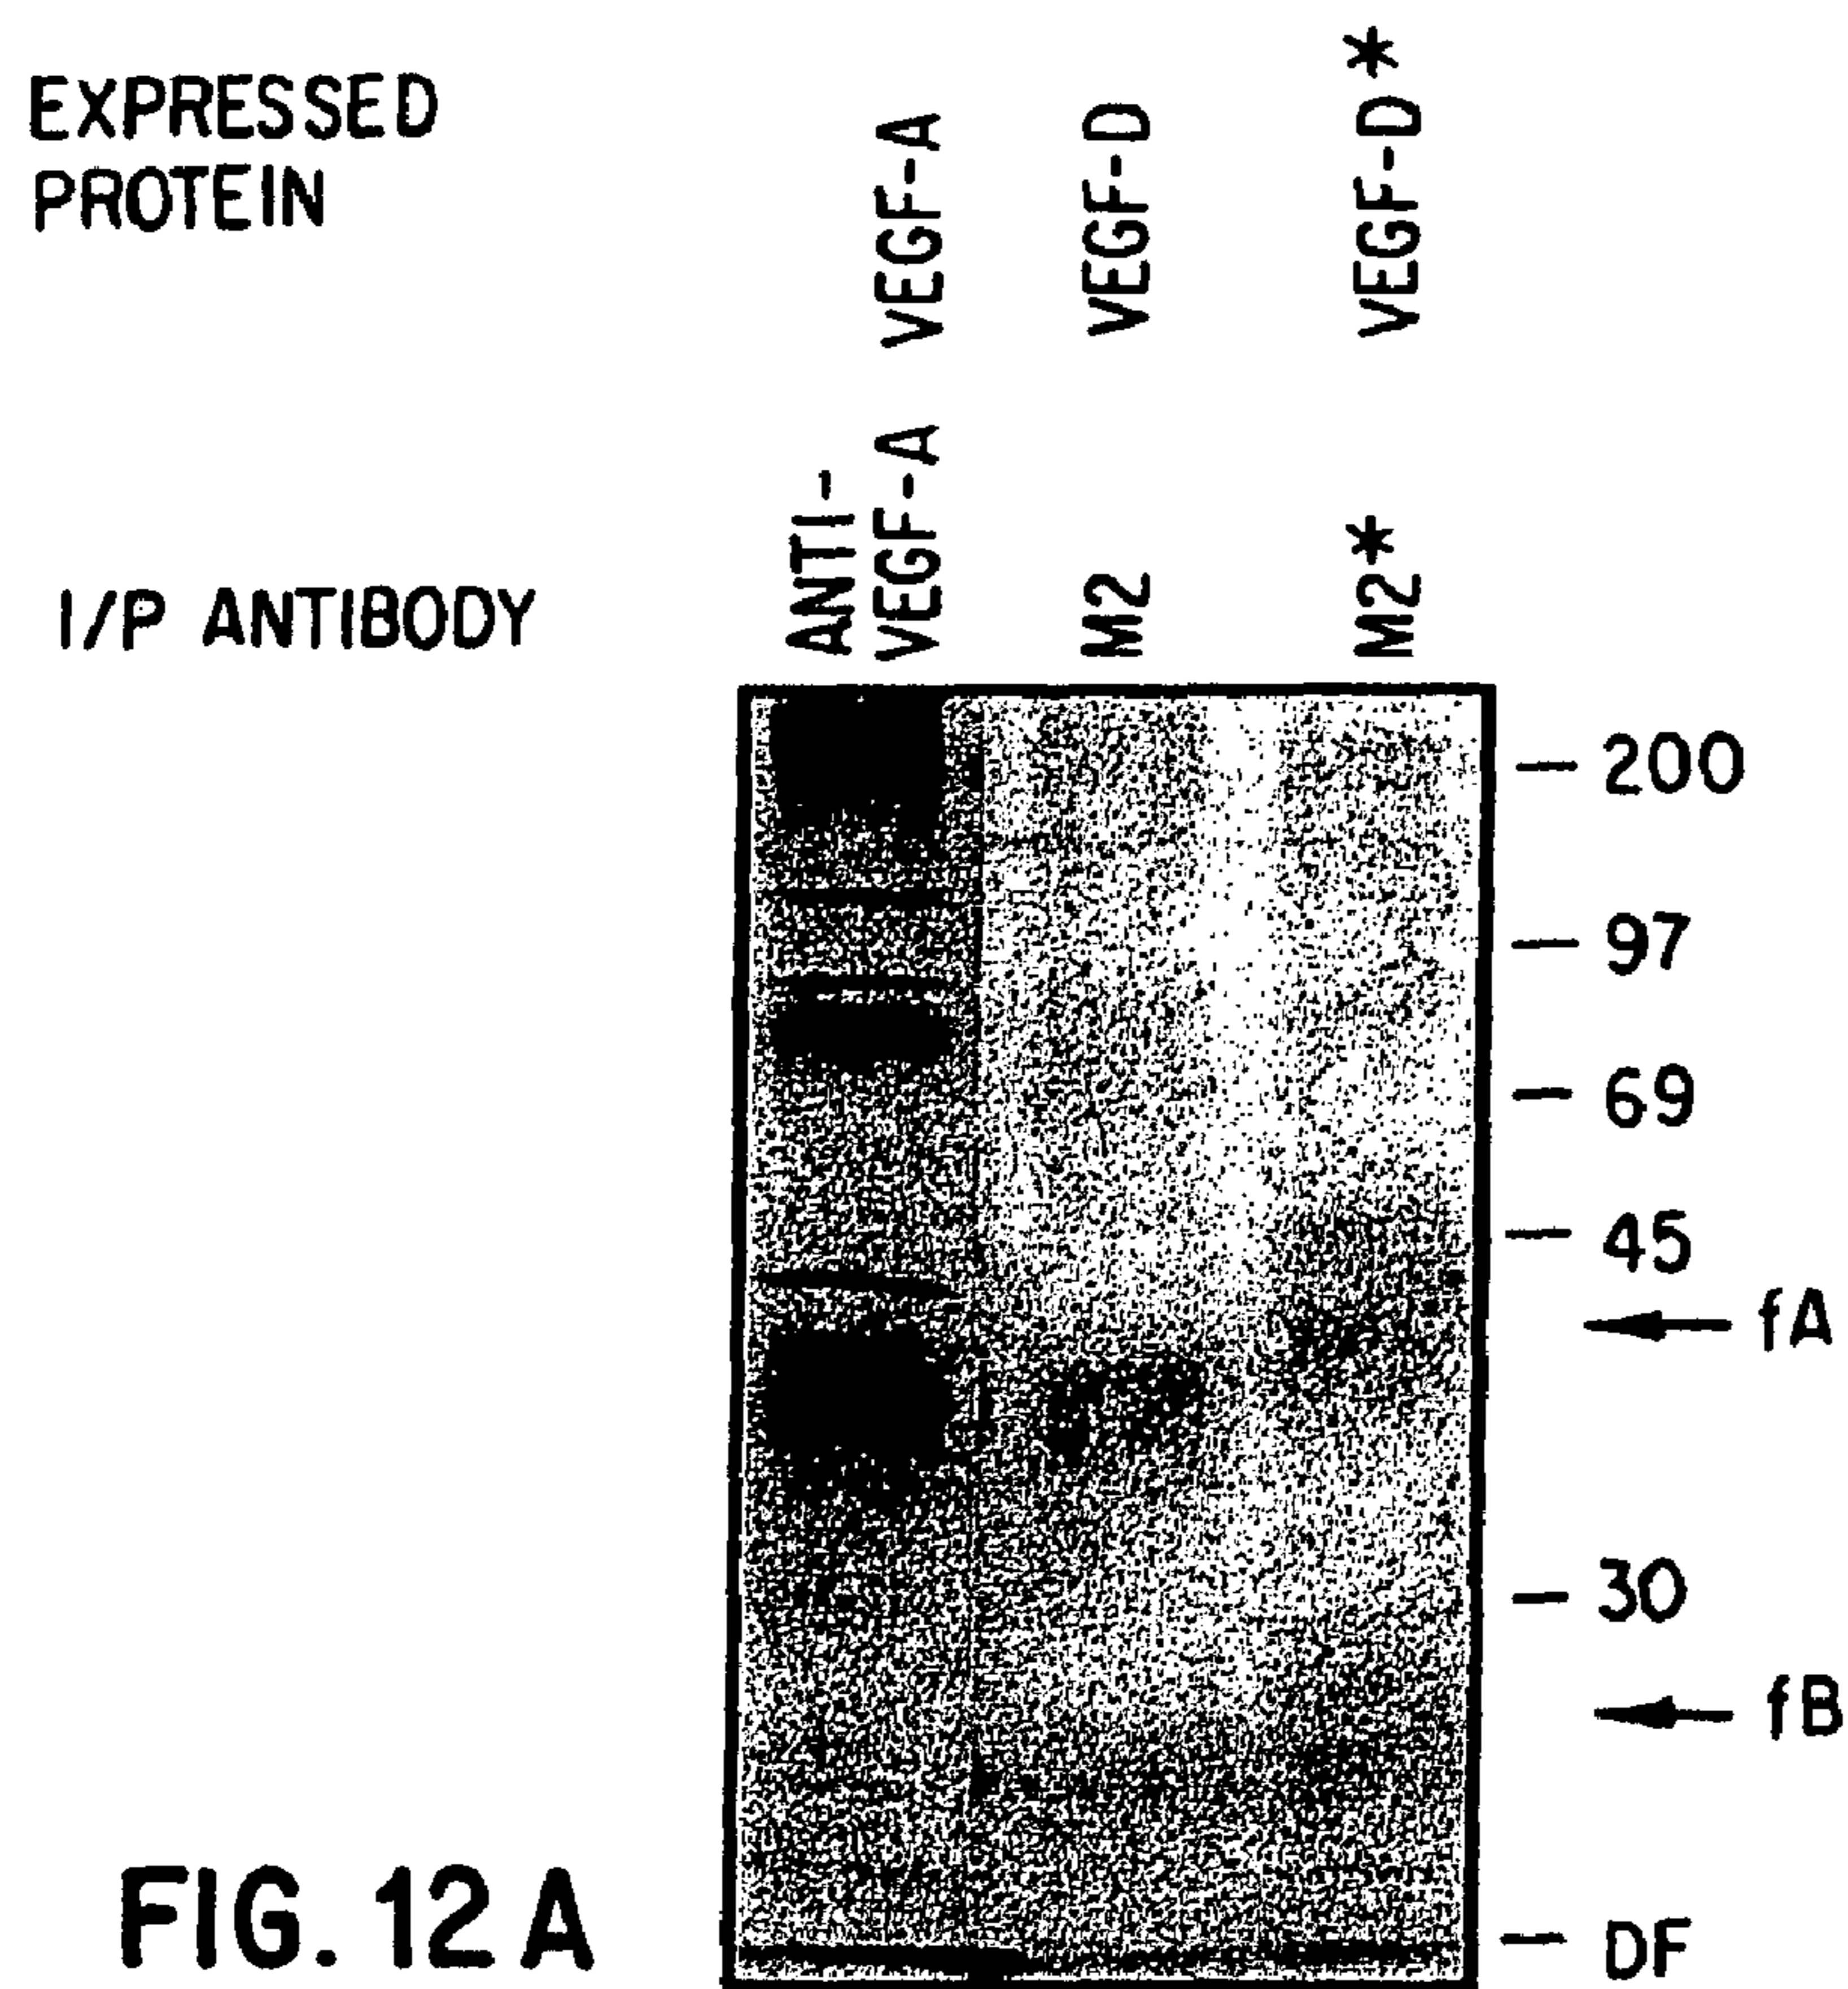 EXPRESSED
PROTEIN
VEGF-A
VEGF-D
VEGF-D*
I/P ANTIBODY
ANTI-
VEGF-A
M2
M2*
200
97
69
45
fA
30
fB
DF
FIG. 12A